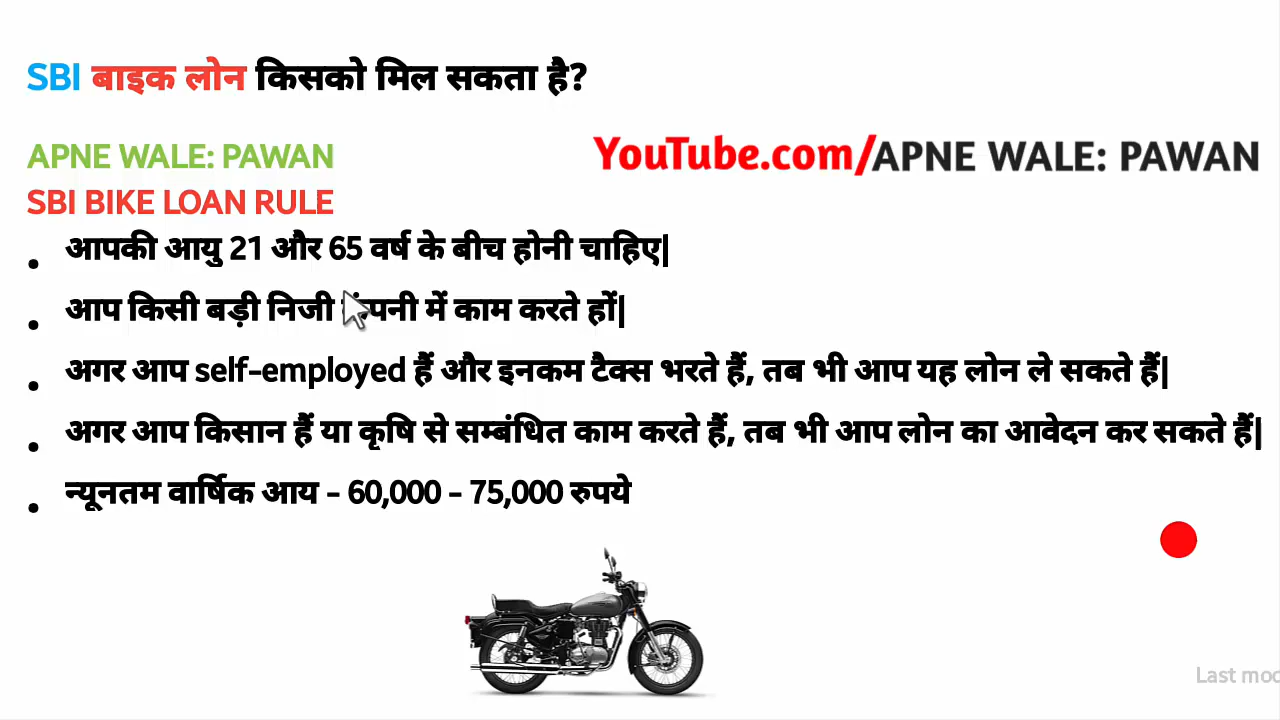 SBI बाइक लोन किसको मिल सकता है?
APNE WALE: PAWAN
YouTube.com/APNE WALE: PAWAN
SBI BIKE LOAN RULE
• आपकी आयु 21 और 65 वर्ष के बीच होनी चाहिए|
• आप किसी बड़ी निजी कंपनी में काम करते हों|
• अगर आप self-employed हैं और इनकम टैक्स भरते हैं, तब भी आप यह लोन ले सकते हैं|
• अगर आप किसान हैं या कृषि से सम्बंधित काम करते हैं, तब भी आप लोन का आवेदन कर सकते हैं|
• न्यूनतम वार्षिक आय - 60,000 - 75,000 रुपये
Last